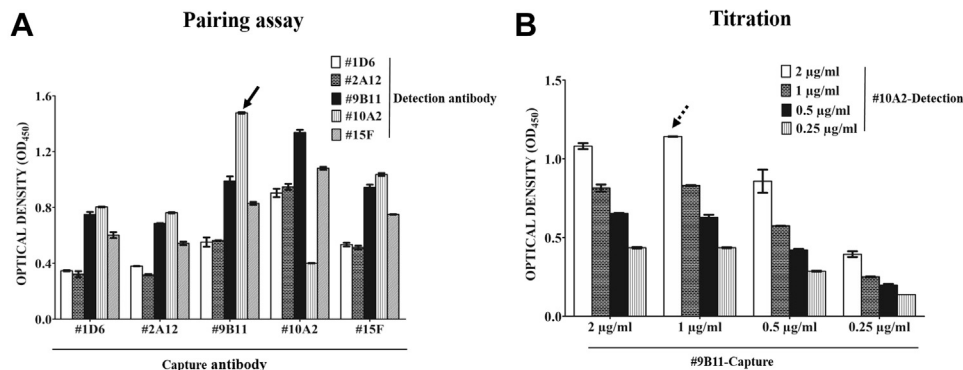 A
Pairing assay
#1D6
#2A12
#9B11
#10A2
#15F
Detection antibody
OPTICAL DENSITY (OD450)
1.6
1.2
0.8
0.4
0.0
#1D6 #2A12 #9B11 #10A2 #15F
Capture antibody
B
Titration
2 µg/ml
1 µg/ml
0.5 µg/ml
0.25 µg/ml
#10A2-Detection
OPTICAL DENSITY (OD450)
1.5
1.0
0.5
0.0
2 µg/ml 1 µg/ml 0.5 µg/ml 0.25 µg/ml
#9B11-Capture